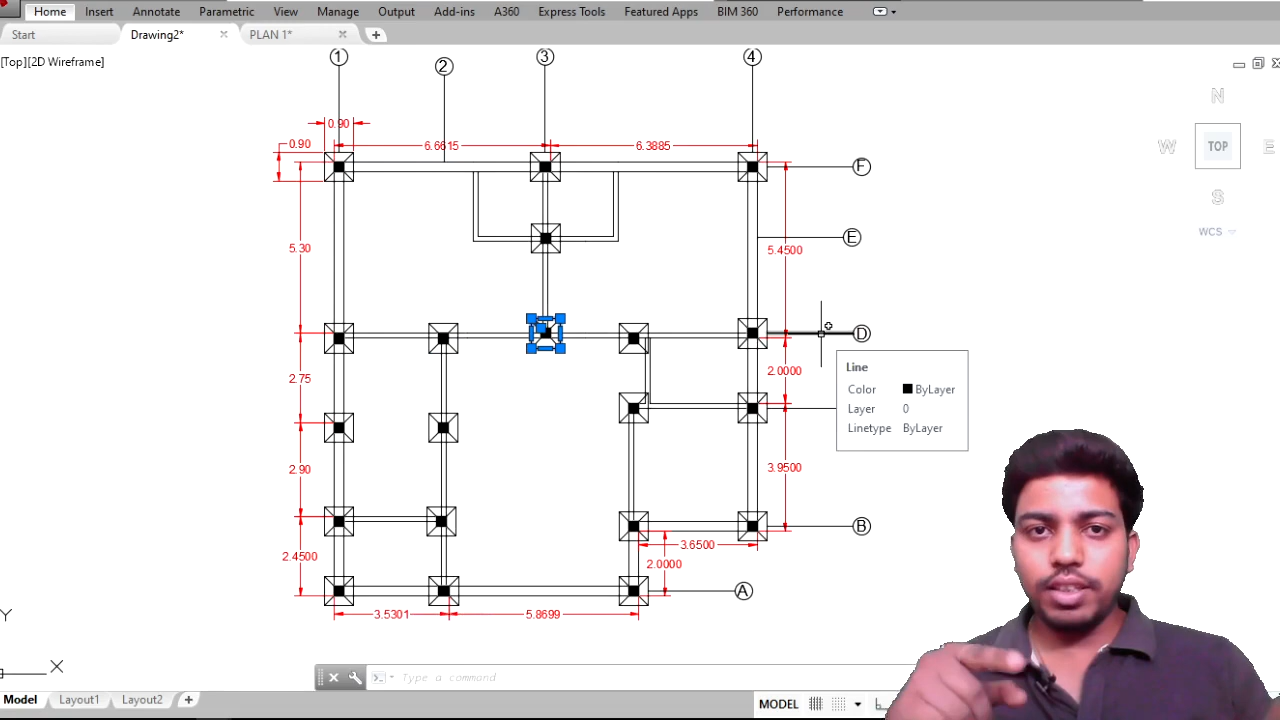 Home Insert Annotate Parametric View Manage Output Add-ins A360 Express Tools Featured Apps BIM 360 Performance
Start Drawing2* PLAN 1*
[Top][2D Wireframe]
1 2 3 4
N
W TOP E
S
WCS
0.90
0.90
6.6615 6.3885
F
5.30
E
5.4500
D
Line
Color ByLayer
Layer 0
Linetype ByLayer
2.75
2.0000
2.90
3.9500
B
2.4500
3.6500
2.0000
A
3.5301 5.8699
Y
X
Type a command
Model Layout1 Layout2
MODEL